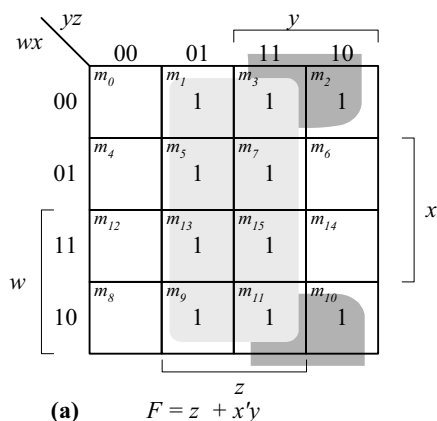 yz y
wx 00 01 11 10
m0 m1 m3 m2
00 1 1 1
m4 m5 m7 m6
01 1 1 x
m12 m13 m15 m14
11 1 1
w
m8 m9 m11 m10
10 1 1 1
z
(a) F = z + x'y